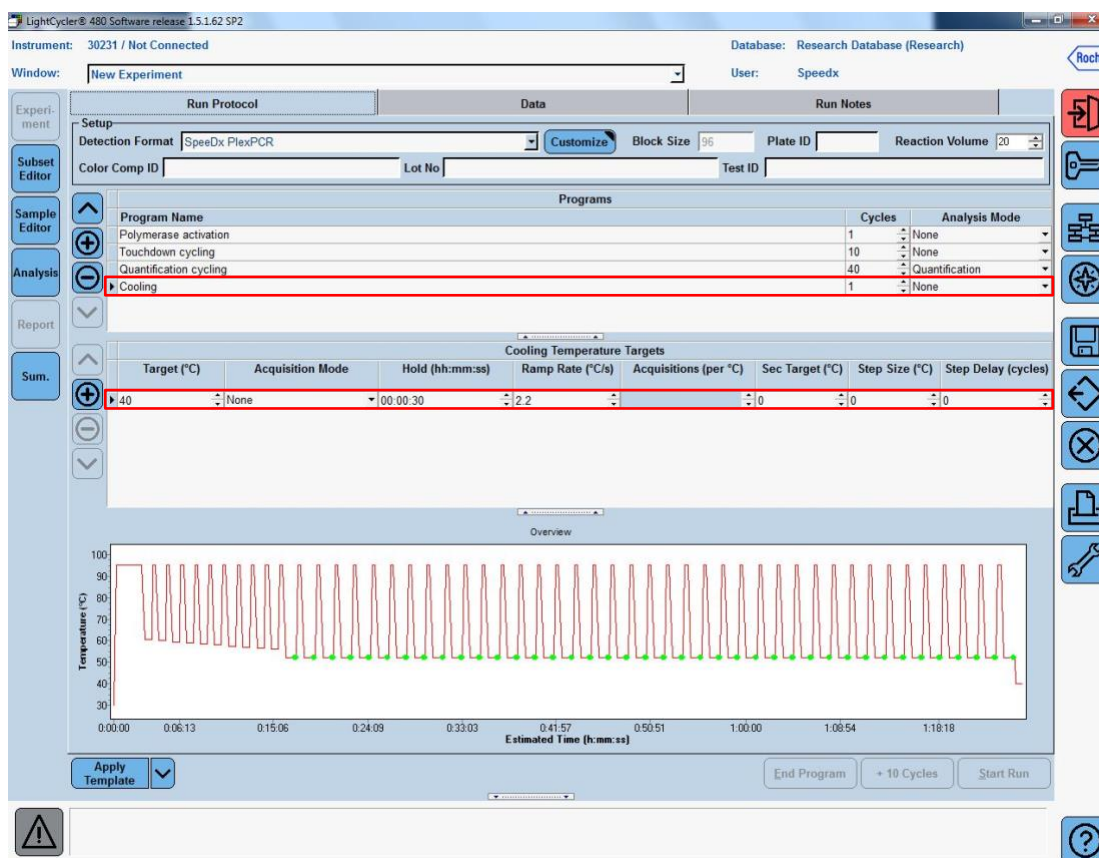 LightCycler® 480 Software release 1.5.1.62 SP2
Instrument: 30231 / Not Connected Database: Research Database (Research)
Window: New Experiment User: Speedx
Roch
Experi-
ment
Subset
Editor
Sample
Editor
Analysis
Report
Sum.
Run Protocol Data Run Notes
Setup
Detection Format SpeeDx PlexPCR Customize Block Size 96 Plate ID Reaction Volume 20
Color Comp ID Lot No Test ID
Programs
Program Name Cycles Analysis Mode
Polymerase activation 1 None
Touchdown cycling 10 None
Quantification cycling 40 Quantification
Cooling 1 None
Cooling Temperature Targets
Target (°C) Acquisition Mode Hold (hh:mm:ss) Ramp Rate (°C/s) Acquisitions (per °C) Sec Target (°C) Step Size (°C) Step Delay (cycles)
40 None 00:00:30 2.2 0 0 0
Overview
Temperature (°C)
100
90
80
70
60
50
40
30
0:00:00 0:06:13 0:15:06 0:24:09 0:33:03 0:41:57 0:50:51 1:00:00 1:08:54 1:18:18
Estimated Time (h:mm:ss)
Apply
Template
End Program + 10 Cycles Start Run